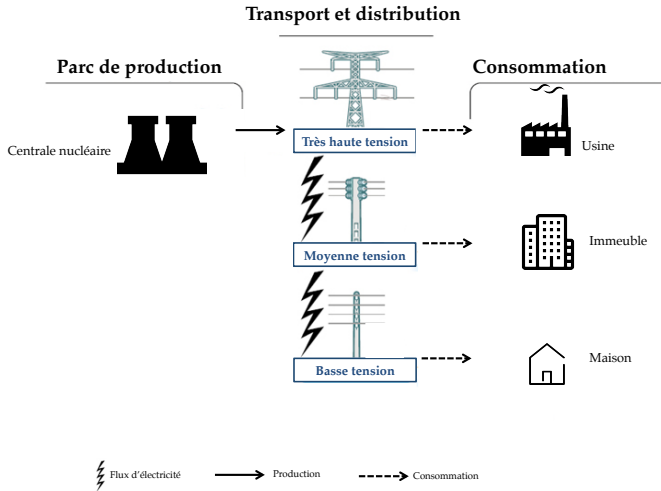 Transport et distribution
Parc de production
Consommation
Centrale nucléaire
Très haute tension
Usine
Moyenne tension
Immeuble
Basse tension
Maison
Flux d'électricité
Production
Consommation